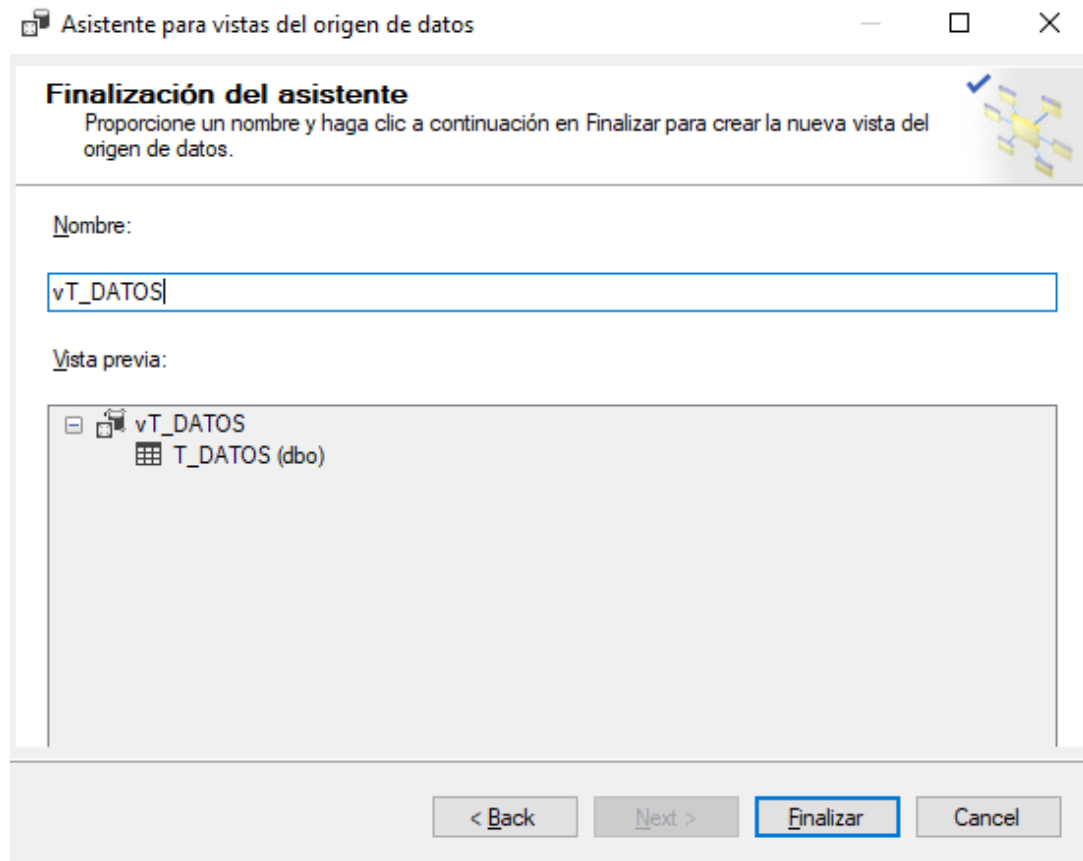 Asistente para vistas del origen de datos
Finalización del asistente
Proporcione un nombre y haga clic a continuación en Finalizar para crear la nueva vista del
origen de datos.
Nombre:
vT_DATOS
Vista previa:
vT_DATOS
T_DATOS (dbo)
< Back
Next >
Finalizar
Cancel